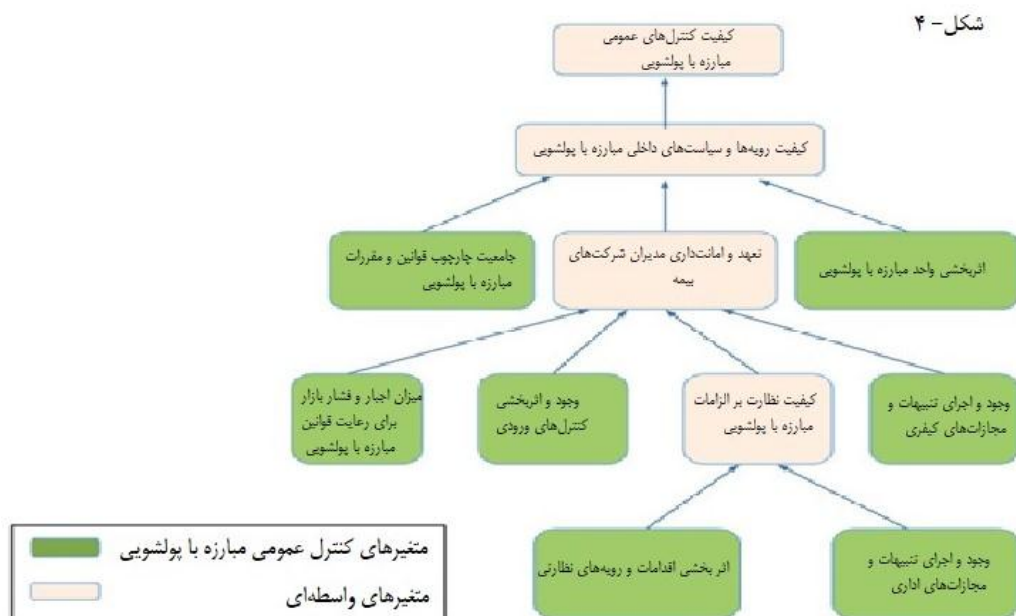 شکل- ۴
کیفیت کنترل‌های عمومی
مبارزه با پولشویی
کیفیت رویه‌ها و سیاست‌های داخلی مبارزه با پولشویی
اثربخشی واحد مبارزه با پولشویی
تعهد و امانت‌داری مدیران شرکت‌های
بیمه
جامعیت چارچوب قوانین و مقررات
مبارزه با پولشویی
وجود و اجرای تنبیهات و
مجازات‌های کیفری
کیفیت نظارت بر الزامات
مبارزه با پولشویی
وجود و اثربخشی
کنترل‌های ورودی
میزان اجبار و فشار بازار
برای رعایت قوانین
مبارزه با پولشویی
وجود و اجرای تنبیهات و
مجازات‌های اداری
اثر بخشی اقدامات و رویه‌های نظارتی
متغیرهای کنترل عمومی مبارزه با پولشویی
متغیرهای واسطه‌ای